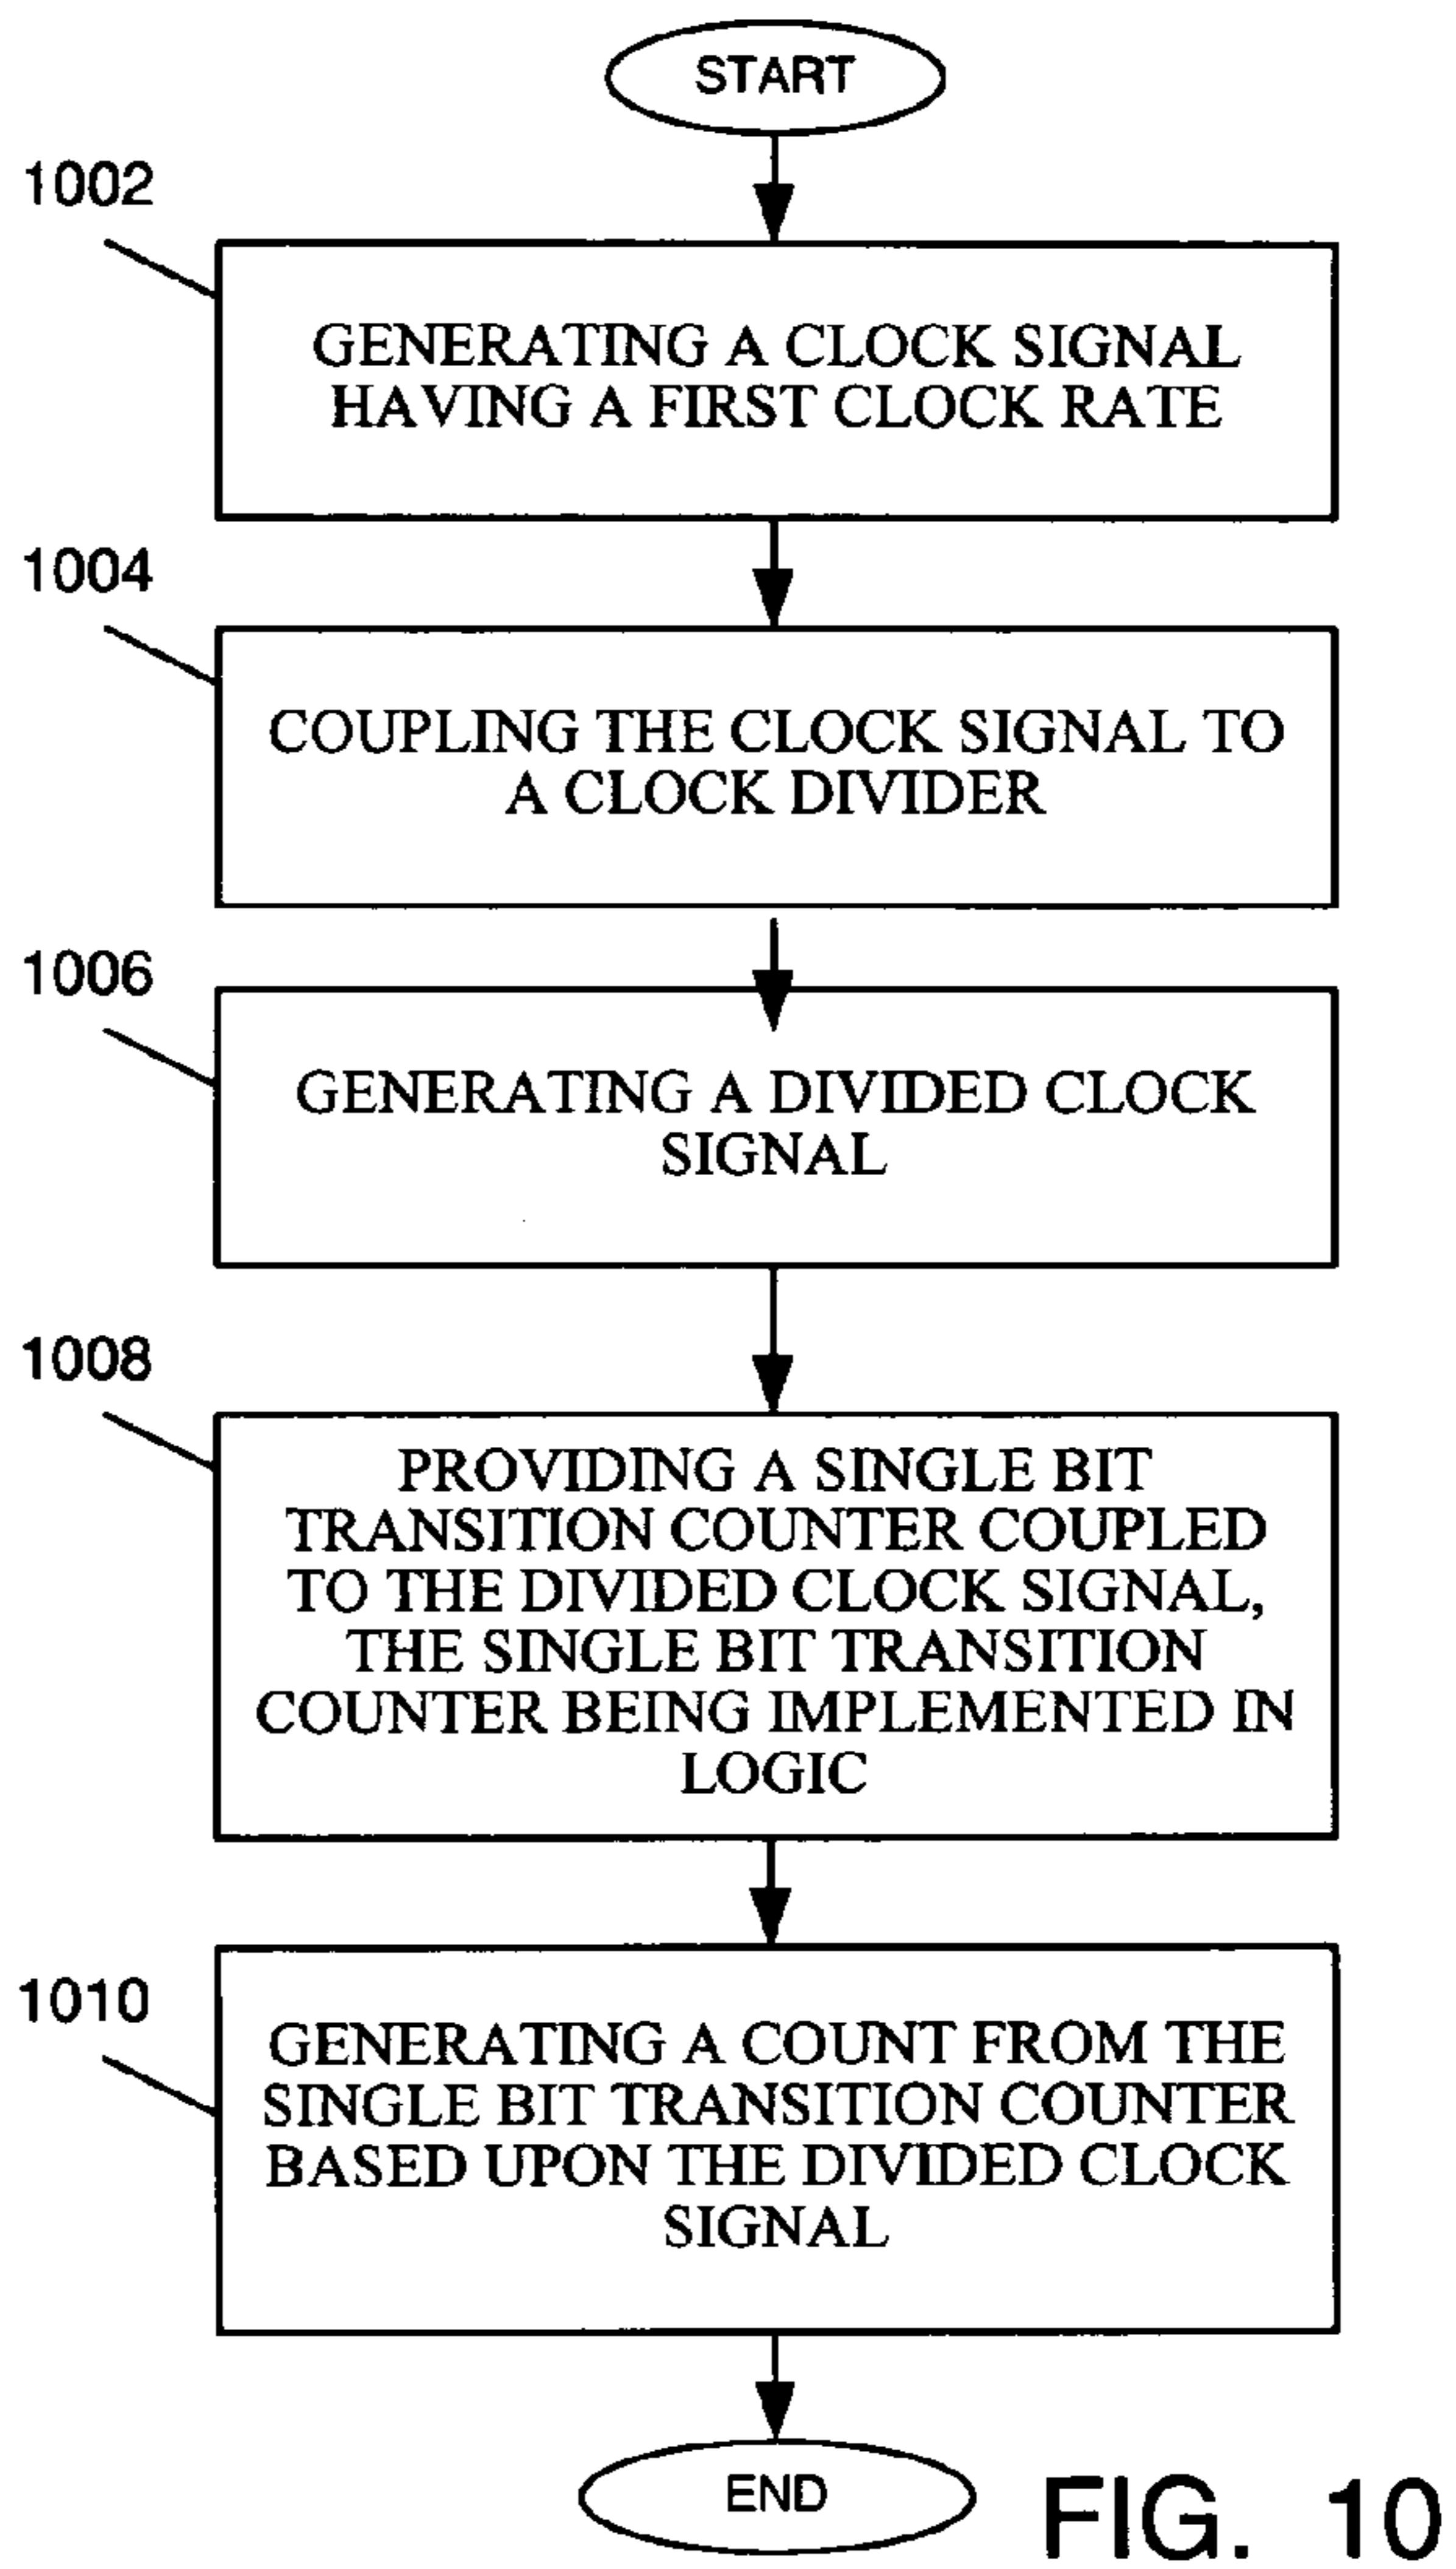 START
1002
GENERATING A CLOCK SIGNAL
HAVING A FIRST CLOCK RATE
1004
COUPLING THE CLOCK SIGNAL TO
A CLOCK DIVIDER
1006
GENERATING A DIVIDED CLOCK
SIGNAL
1008
PROVIDING A SINGLE BIT
TRANSITION COUNTER COUPLED
TO THE DIVIDED CLOCK SIGNAL,
THE SINGLE BIT TRANSITION
COUNTER BEING IMPLEMENTED IN
LOGIC
1010
GENERATING A COUNT FROM THE
SINGLE BIT TRANSITION COUNTER
BASED UPON THE DIVIDED CLOCK
SIGNAL
END
FIG. 10